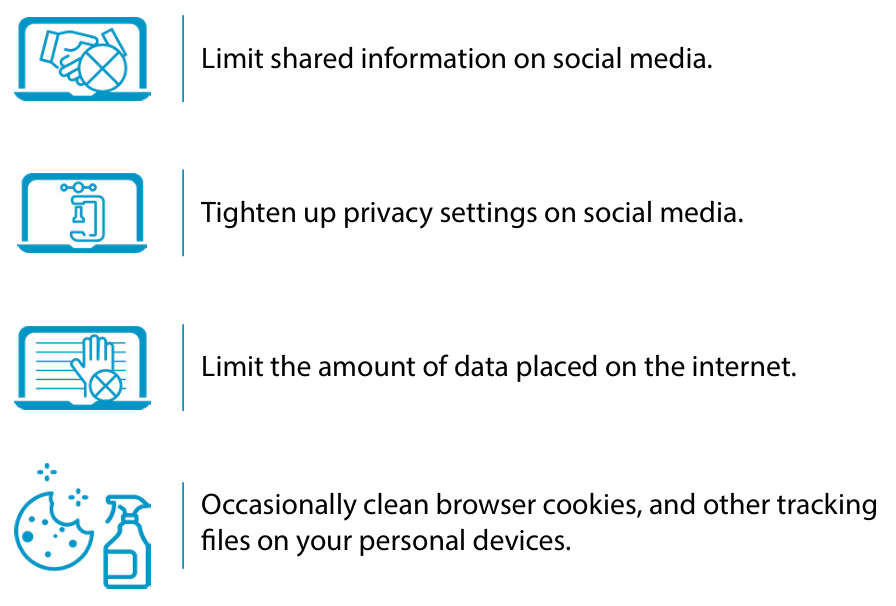 Limit shared information on social media.
Tighten up privacy settings on social media.
Limit the amount of data placed on the internet.
Occasionally clean browser cookies, and other tracking
files on your personal devices.